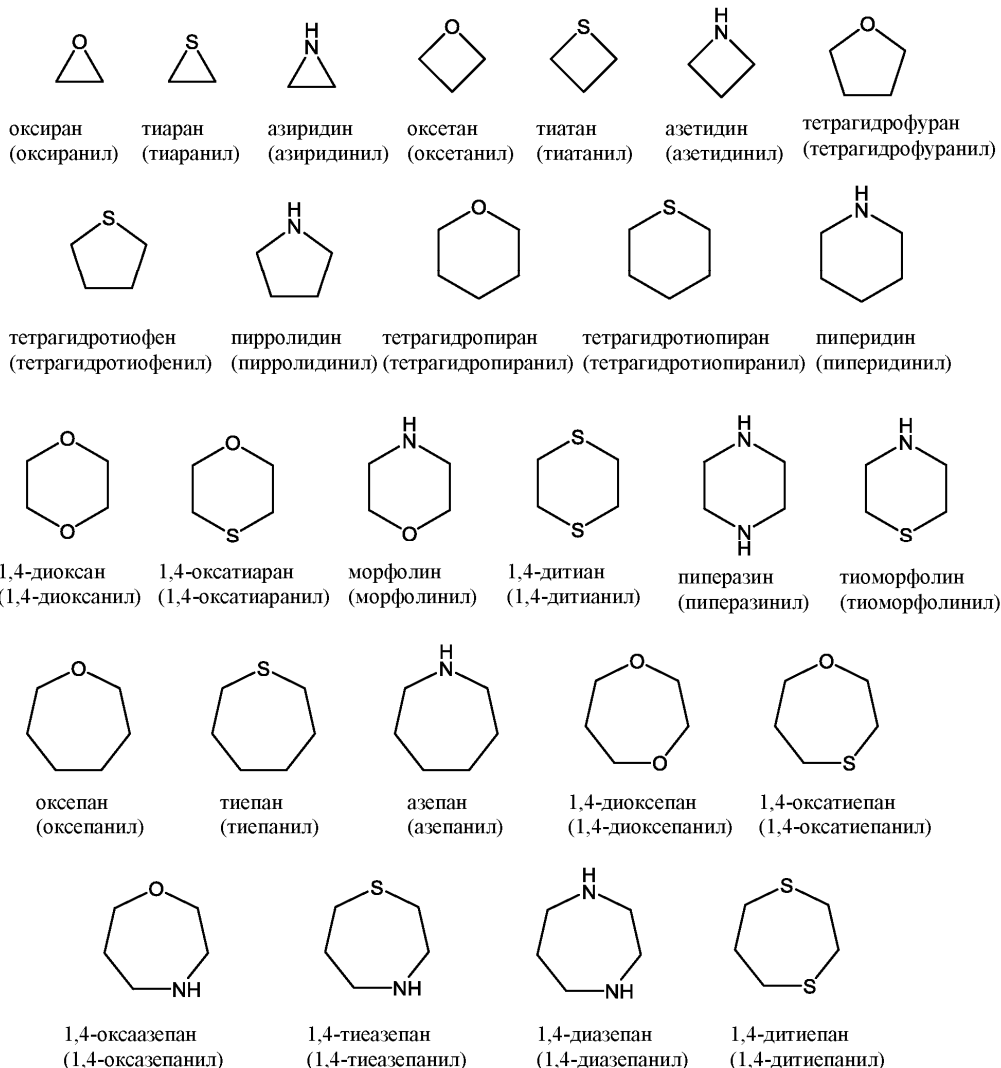 O S H N O S H N O
оксиран тиаран азиридин оксетан тиатан азетидин тетрагидрофуран
(оксиранил) (тиаранил) (азиридинил) (оксетанил) (тиатанил) (азетидинил) (тетрагидрофуранил)
S H N O S H N
тетрагидротиофен пирролидин тетрагидропиран тетрагидротиопиран пиперидин
(тетрагидротиофенил) (пирролидинил) (тетрагидропиранил) (тетрагидротиопиранил) (пиперидинил)
O O H N S H N H N
O S O S N H S
1,4-диоксан 1,4-оксатиаран морфолин 1,4-дитиан пиперазин тиоморфолин
(1,4-диоксанил) (1,4-оксатиаранил) (морфолинил) (1,4-дитианил) (пиперазинил) (тиоморфолинил)
O S H N O O
O S
оксепан тиепан азепан 1,4-диоксепан 1,4-оксатиепан
(оксепанил) (тиепанил) (азепанил) (1,4-диоксепанил) (1,4-оксатиепанил)
O S H N S
NH NH NH S
1,4-оксаазепан 1,4-тиеазепан 1,4-диазепан 1,4-дитиепан
(1,4-оксазепанил) (1,4-тиеазепанил) (1,4-диазепанил) (1,4-дитиепанил)